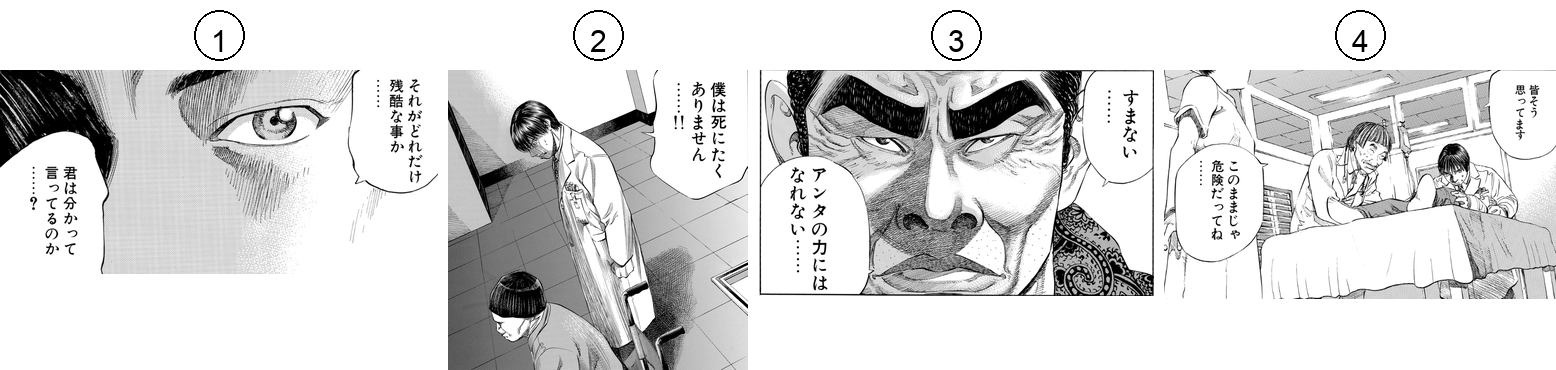 1
それがどれだけ
残酷な事か
……
君は分かって
言ってるのか
……?
2
僕は死にたく
ありません
……!!
3
すまない
……
アンタの力には
なれない……
4
皆そう
思ってます
このままじゃ
危険だってね
……